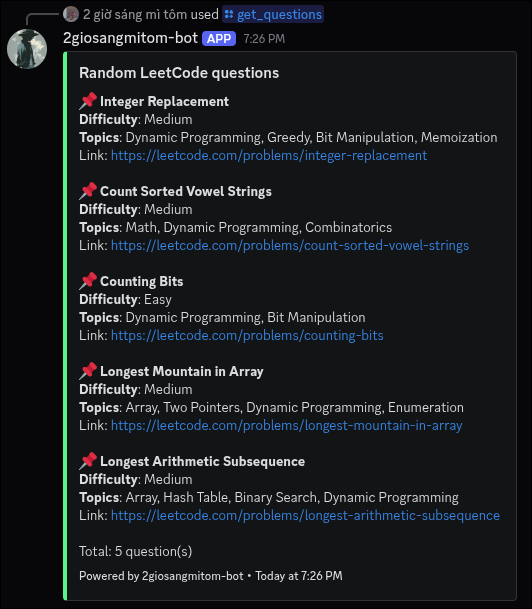 2 giờ sáng mì tôm used get_questions
2giosangmitom-bot APP 7:26 PM
Random LeetCode questions
📌 Integer Replacement
Difficulty: Medium
Topics: Dynamic Programming, Greedy, Bit Manipulation, Memoization
Link: https://leetcode.com/problems/integer-replacement
📌 Count Sorted Vowel Strings
Difficulty: Medium
Topics: Math, Dynamic Programming, Combinatorics
Link: https://leetcode.com/problems/count-sorted-vowel-strings
📌 Counting Bits
Difficulty: Easy
Topics: Dynamic Programming, Bit Manipulation
Link: https://leetcode.com/problems/counting-bits
📌 Longest Mountain in Array
Difficulty: Medium
Topics: Array, Two Pointers, Dynamic Programming, Enumeration
Link: https://leetcode.com/problems/longest-mountain-in-array
📌 Longest Arithmetic Subsequence
Difficulty: Medium
Topics: Array, Hash Table, Binary Search, Dynamic Programming
Link: https://leetcode.com/problems/longest-arithmetic-subsequence
Total: 5 question(s)
Powered by 2giosangmitom-bot • Today at 7:26 PM